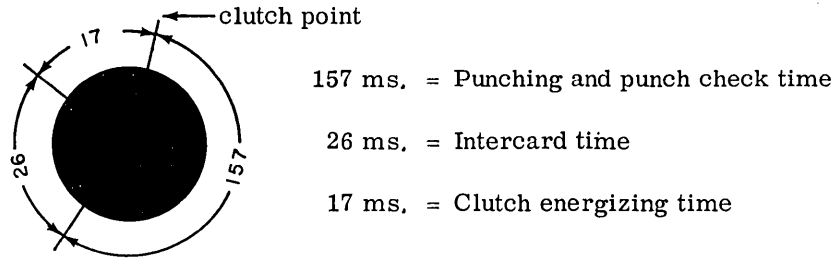 clutch point
17
157 ms. = Punching and punch check time
26 ms. = Intercard time
26
157
17 ms. = Clutch energizing time